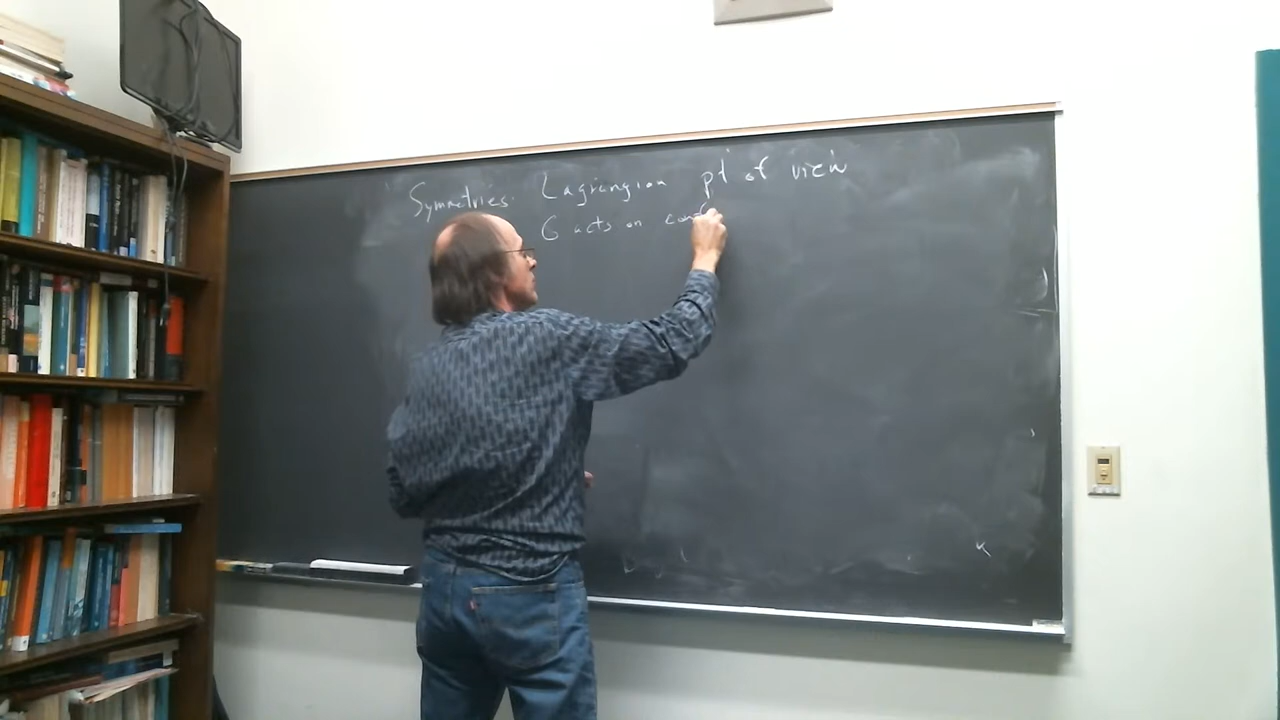 Symmetries. Lagrangian pt of view
G acts on conf